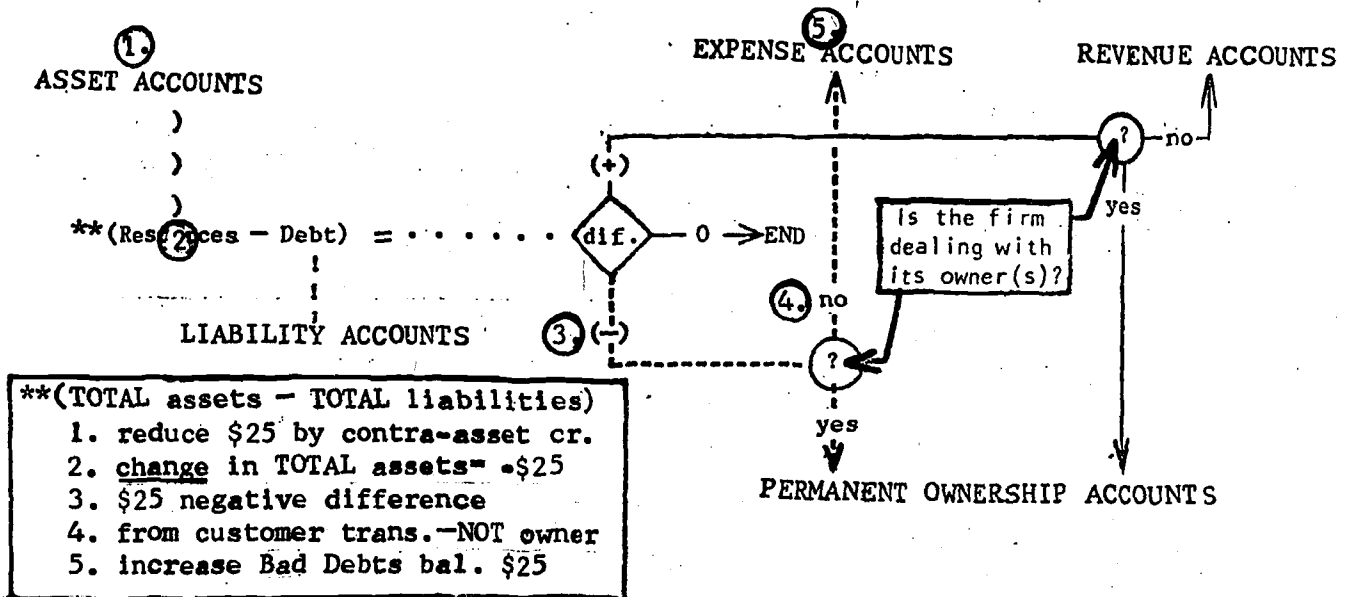 1.
ASSET ACCOUNTS
5.
EXPENSE ACCOUNTS
REVENUE ACCOUNTS
)
)
)
(+)
?
no
yes
Is the firm
dealing with
its owner(s)?
**(Res 2 ces — Debt) = · · · · · ·
dif.
0
END
!
!
LIABILITY ACCOUNTS
3. (-)
4. no
?
yes
PERMANENT OWNERSHIP ACCOUNTS
**(TOTAL assets — TOTAL liabilities)
1. reduce $25 by contra-asset cr.
2. change in TOTAL assets= -$25
3. $25 negative difference
4. from customer trans.—NOT owner
5. increase Bad Debts bal. $25